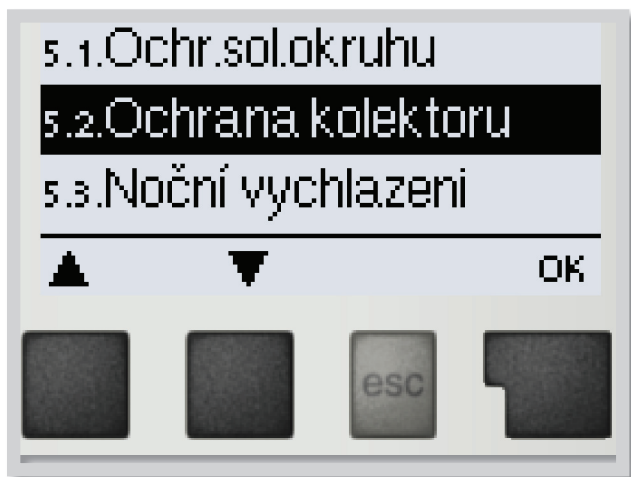 5.1.Ochr.sol.okruhu
5.2.Ochrana kolektoru
5.3.Noční vychlazeni
▲ ▼ OK
esc